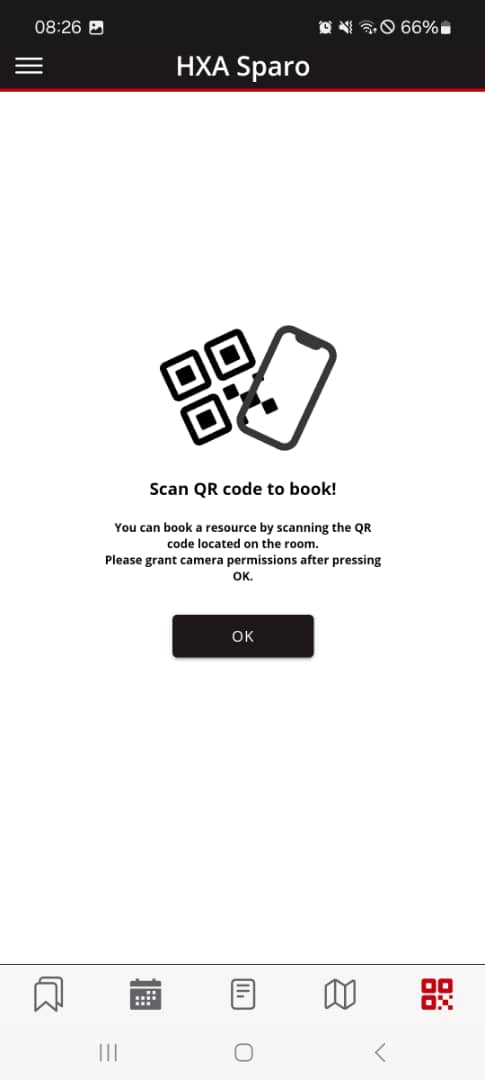 08:26
66%
HXA Sparo
Scan QR code to book!
You can book a resource by scanning the QR
code located on the room.
Please grant camera permissions after pressing
OK.
OK